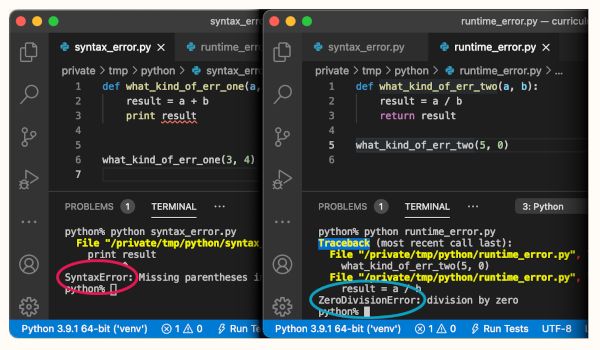 syntax_error.py
syntax_error.py
runtime_error.py
private > tmp > python > syntax_error.py
1 def what_kind_of_err_one(a,
2 result = a + b
3 print result
4
5
6 what_kind_of_err_one(3, 4)
7
PROBLEMS 1 TERMINAL ...
python% python syntax_error.py
File "/private/tmp/python/syntax_
print result
^
SyntaxError: Missing parentheses in
python%
Python 3.9.1 64-bit ('venv') 1 0 Run Tests
runtime_error.py — curricul
syntax_error.py
runtime_error.py
private > tmp > python > runtime_error.py > ...
1 def what_kind_of_err_two(a, b):
2 result = a / b
3 return result
4
5 what_kind_of_err_two(5, 0)
PROBLEMS 1 TERMINAL ... 3: Python
python% python runtime_error.py
Traceback (most recent call last):
File "/private/tmp/python/runtime_error.py",
what_kind_of_err_two(5, 0)
File "/private/tmp/python/runtime_error.py",
result = a / b
ZeroDivisionError: division by zero
python%
Python 3.9.1 64-bit ('venv') 1 0 Run Tests UTF-8 L